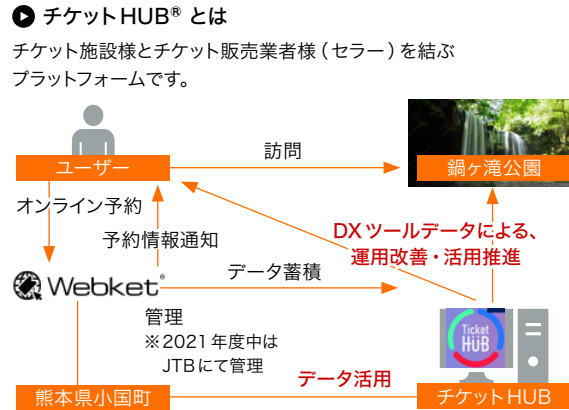 チケットHUB® とは
チケット施設様とチケット販売業者様（セラー）を結ぶ
プラットフォームです。
ユーザー
訪問
鍋ヶ滝公園
オンライン予約
予約情報通知
DXツールデータによる、
運用改善・活用推進
Webket®
データ蓄積
管理
※2021年度中は
JTBにて管理
Ticket
HUB
データ活用
熊本県小国町
チケットHUB